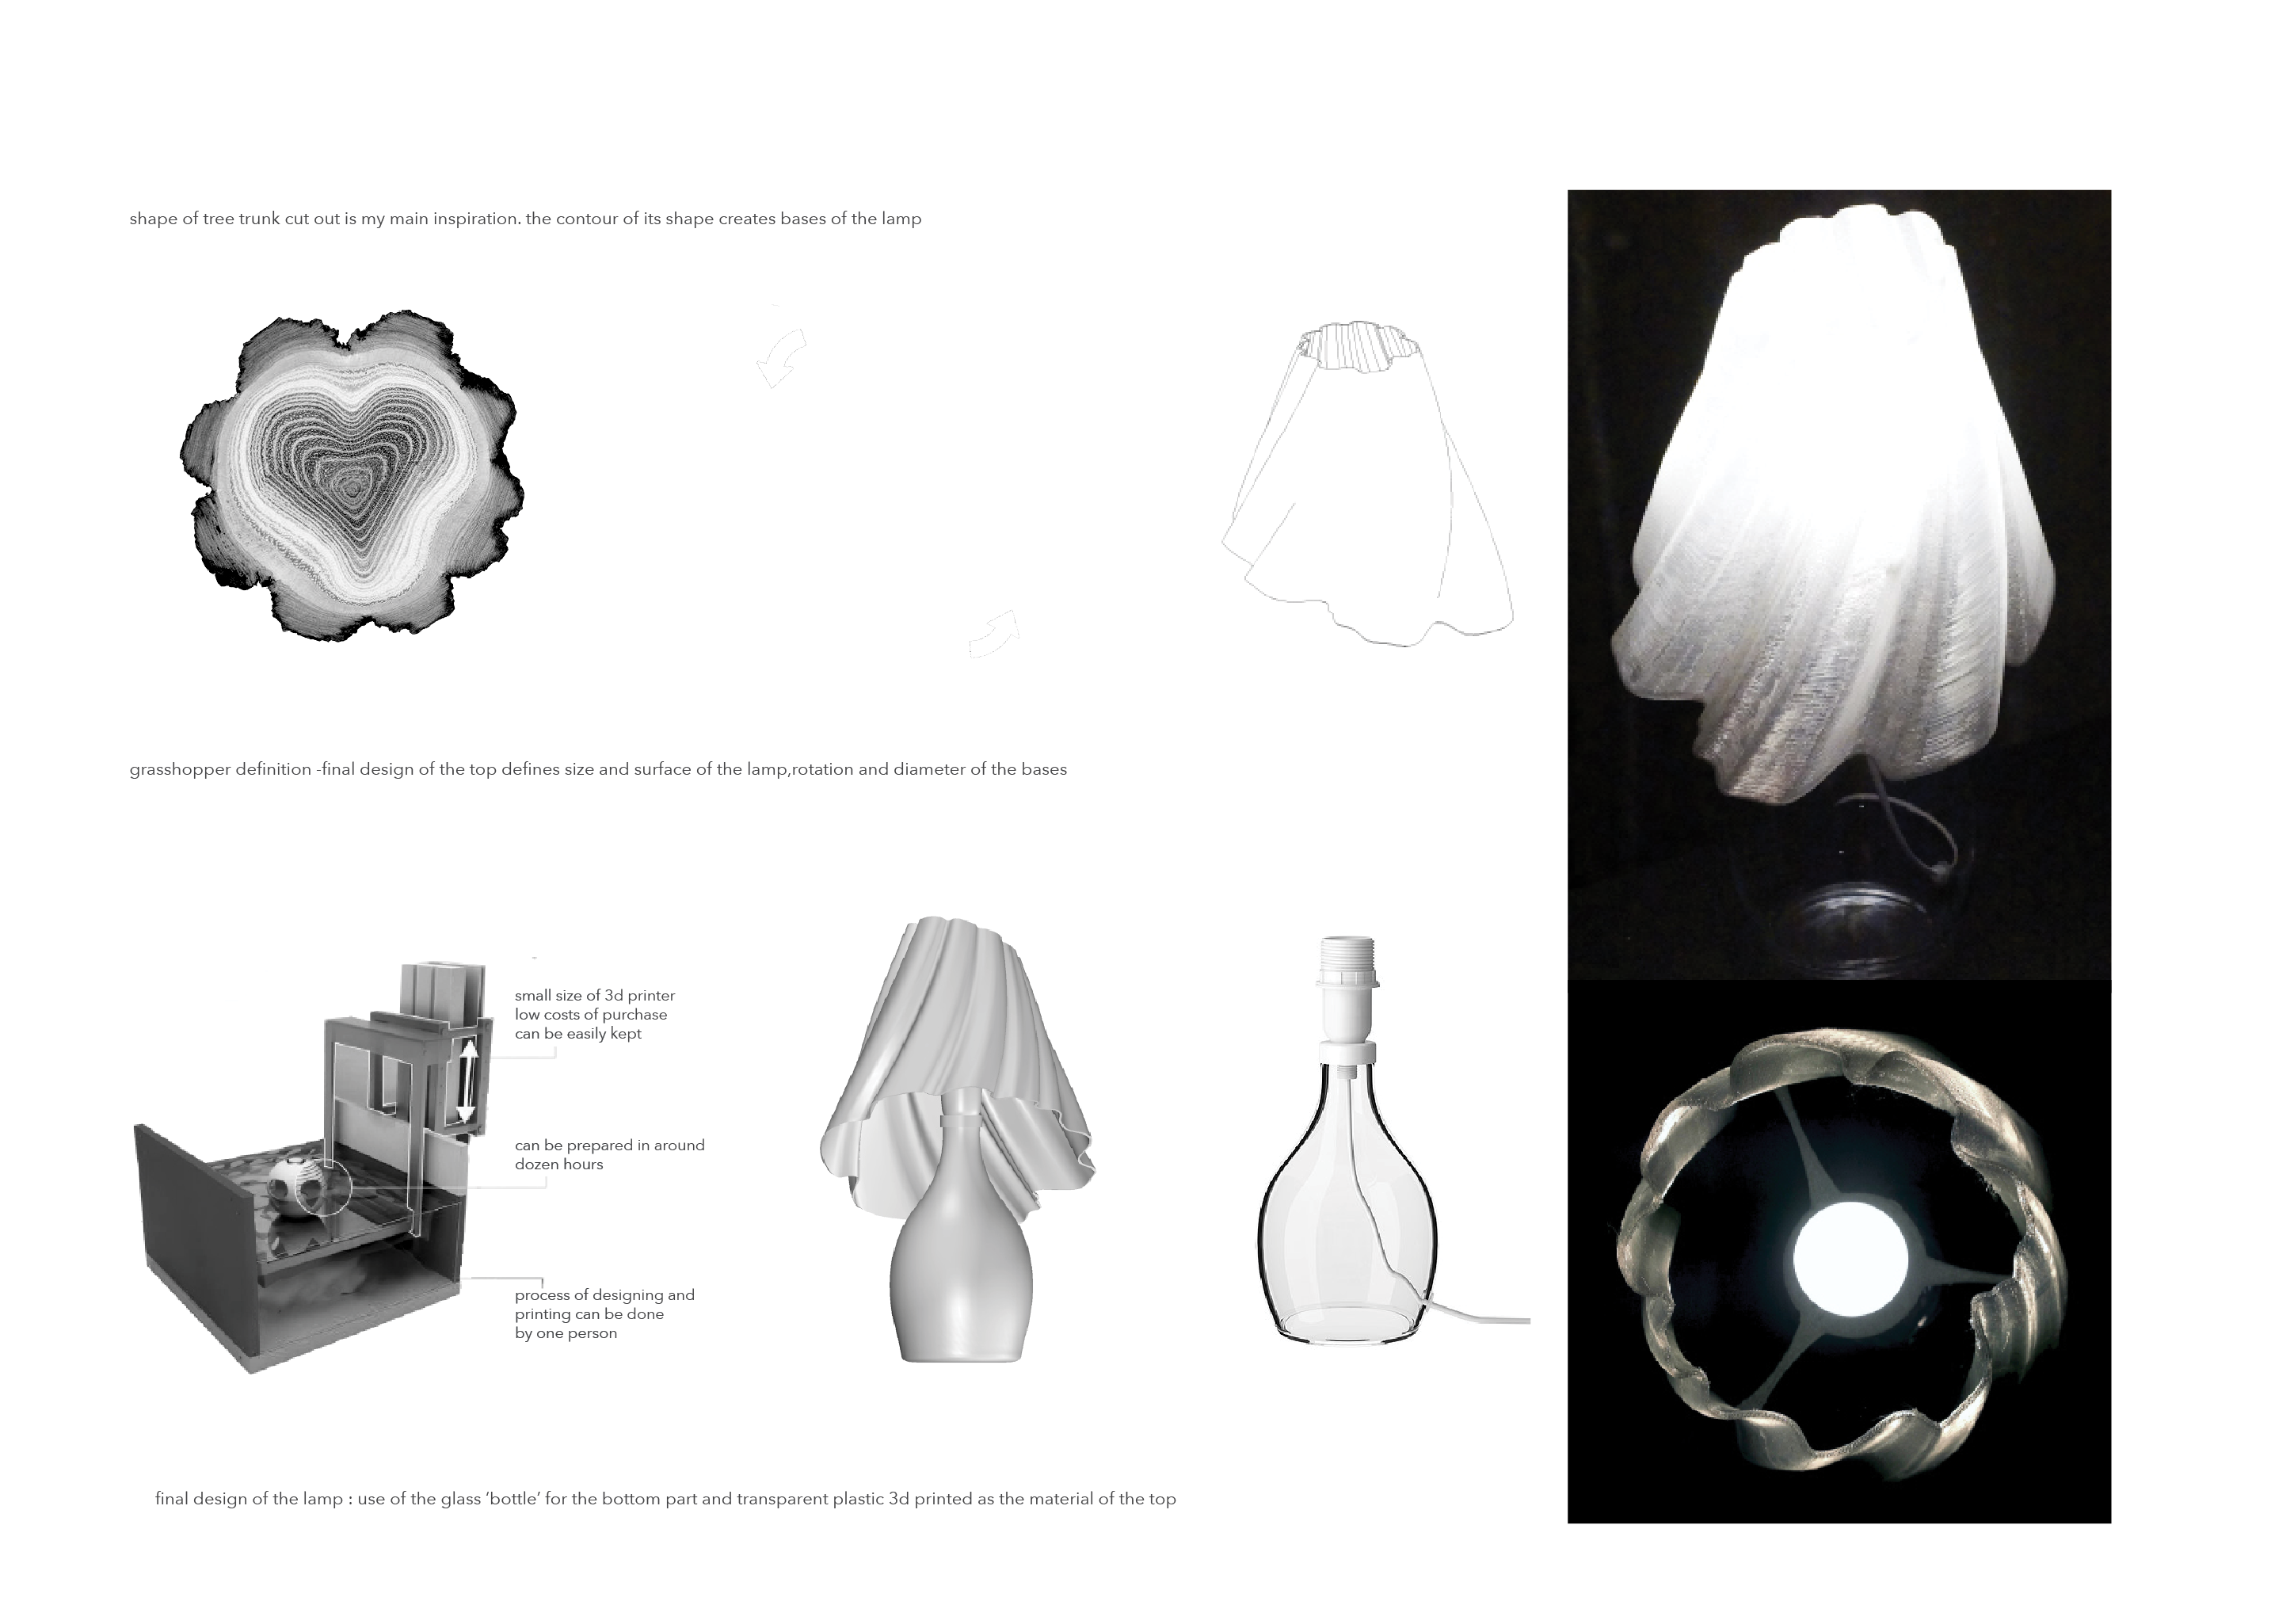 shape of tree trunk cut out is my main inspiration. the contour of its shape creates bases of the lamp
grasshopper definition -final design of the top defines size and surface of the lamp,rotation and diameter of the bases
small size of 3d printer
low costs of purchase
can be easily kept
can be prepared in around
dozen hours
process of designing and
printing can be done
by one person
final design of the lamp : use of the glass ‘bottle’ for the bottom part and transparent plastic 3d printed as the material of the top